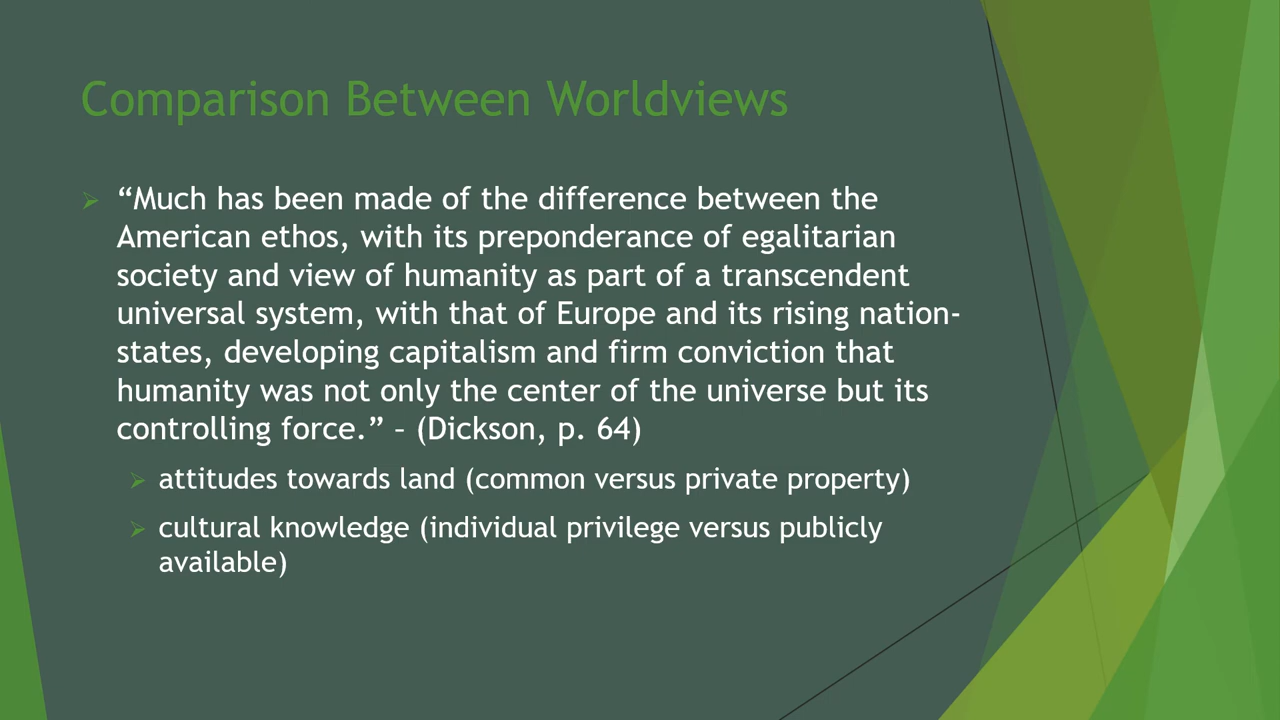 Comparison Between Worldviews
“Much has been made of the difference between the
American ethos, with its preponderance of egalitarian
society and view of humanity as part of a transcendent
universal system, with that of Europe and its rising nation-
states, developing capitalism and firm conviction that
humanity was not only the center of the universe but its
controlling force.” – (Dickson, p. 64)
attitudes towards land (common versus private property)
cultural knowledge (individual privilege versus publicly
available)